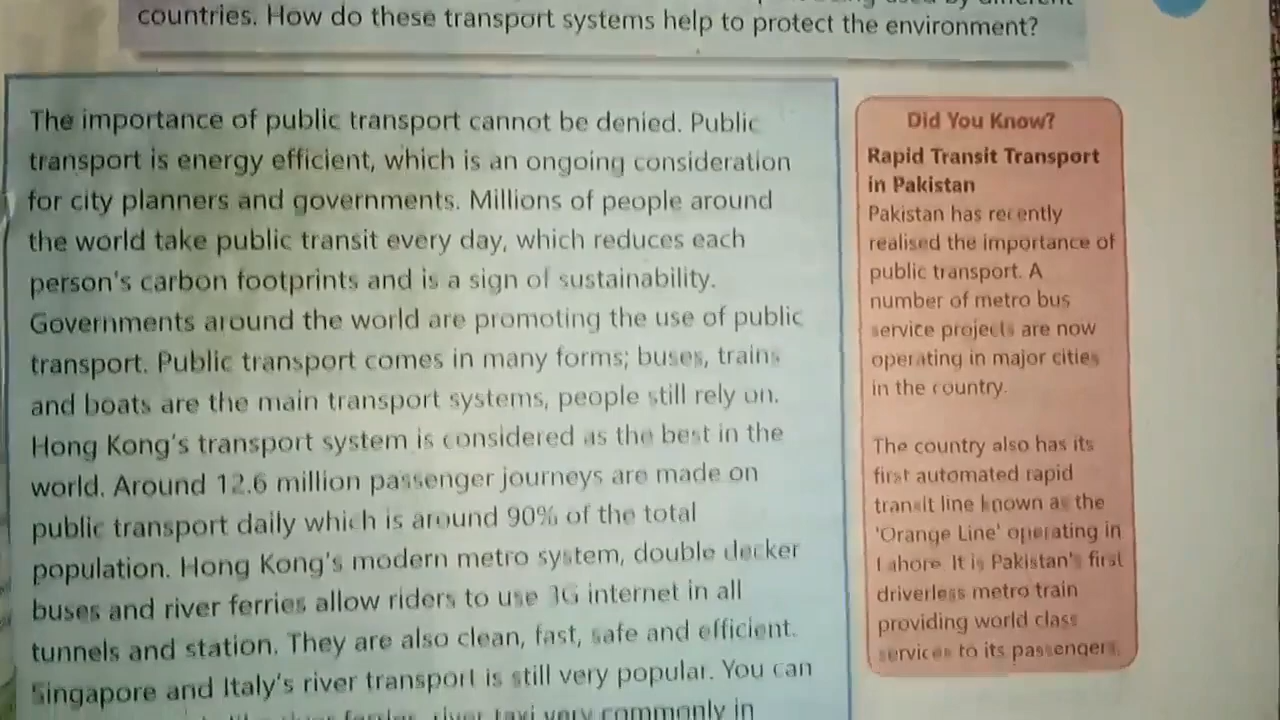 countries. How do these transport systems help to protect the environment?
The importance of public transport cannot be denied. Public
transport is energy efficient, which is an ongoing consideration
for city planners and governments. Millions of people around
the world take public transit every day, which reduces each
person's carbon footprints and is a sign of sustainability.
Governments around the world are promoting the use of public
transport. Public transport comes in many forms; buses, trains
and boats are the main transport systems, people still rely on.
Hong Kong's transport system is considered as the best in the
world. Around 12.6 million passenger journeys are made on
public transport daily which is around 90% of the total
population. Hong Kong's modern metro system, double decker
buses and river ferries allow riders to use 3G internet in all
tunnels and station. They are also clean, fast, safe and efficient.
Singapore and Italy's river transport is still very popular. You can
river taxi very commonly in
Did You Know?
Rapid Transit Transport
in Pakistan
Pakistan has recently
realised the importance of
public transport. A
number of metro bus
service projects are now
operating in major cities
in the country.
The country also has its
first automated rapid
transit line known as the
'Orange Line' operating in
Lahore. It is Pakistan's first
driverless metro train
providing world class
services to its passengers.